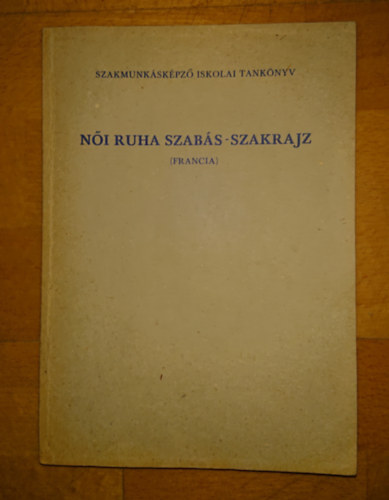 SZAKMUNKÁSKÉPZŐ ISKOLAI TANKÖNYV
NŐI RUHA SZABÁS-SZAKRAJZ
(FRANCIA)